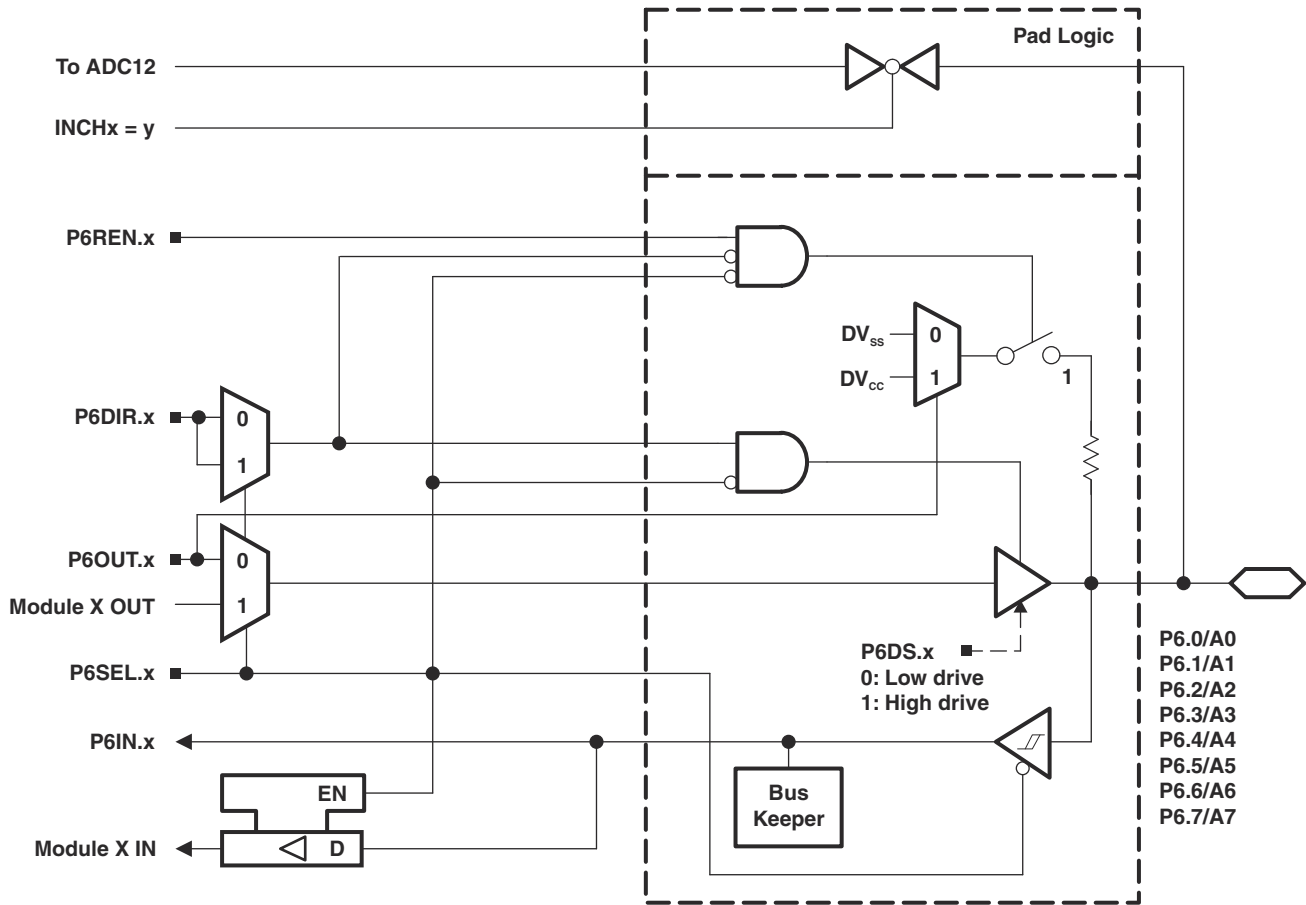 Pad Logic
To ADC12
INCHx = y
P6REN.x
DVSS
0
DVCC
1
1
P6DIR.x
0
1
P6OUT.x
0
Module X OUT
1
P6SEL.x
P6DS.x
0: Low drive
1: High drive
P6.0/A0
P6.1/A1
P6.2/A2
P6.3/A3
P6.4/A4
P6.5/A5
P6.6/A6
P6.7/A7
P6IN.x
Bus
Keeper
EN
D
Module X IN